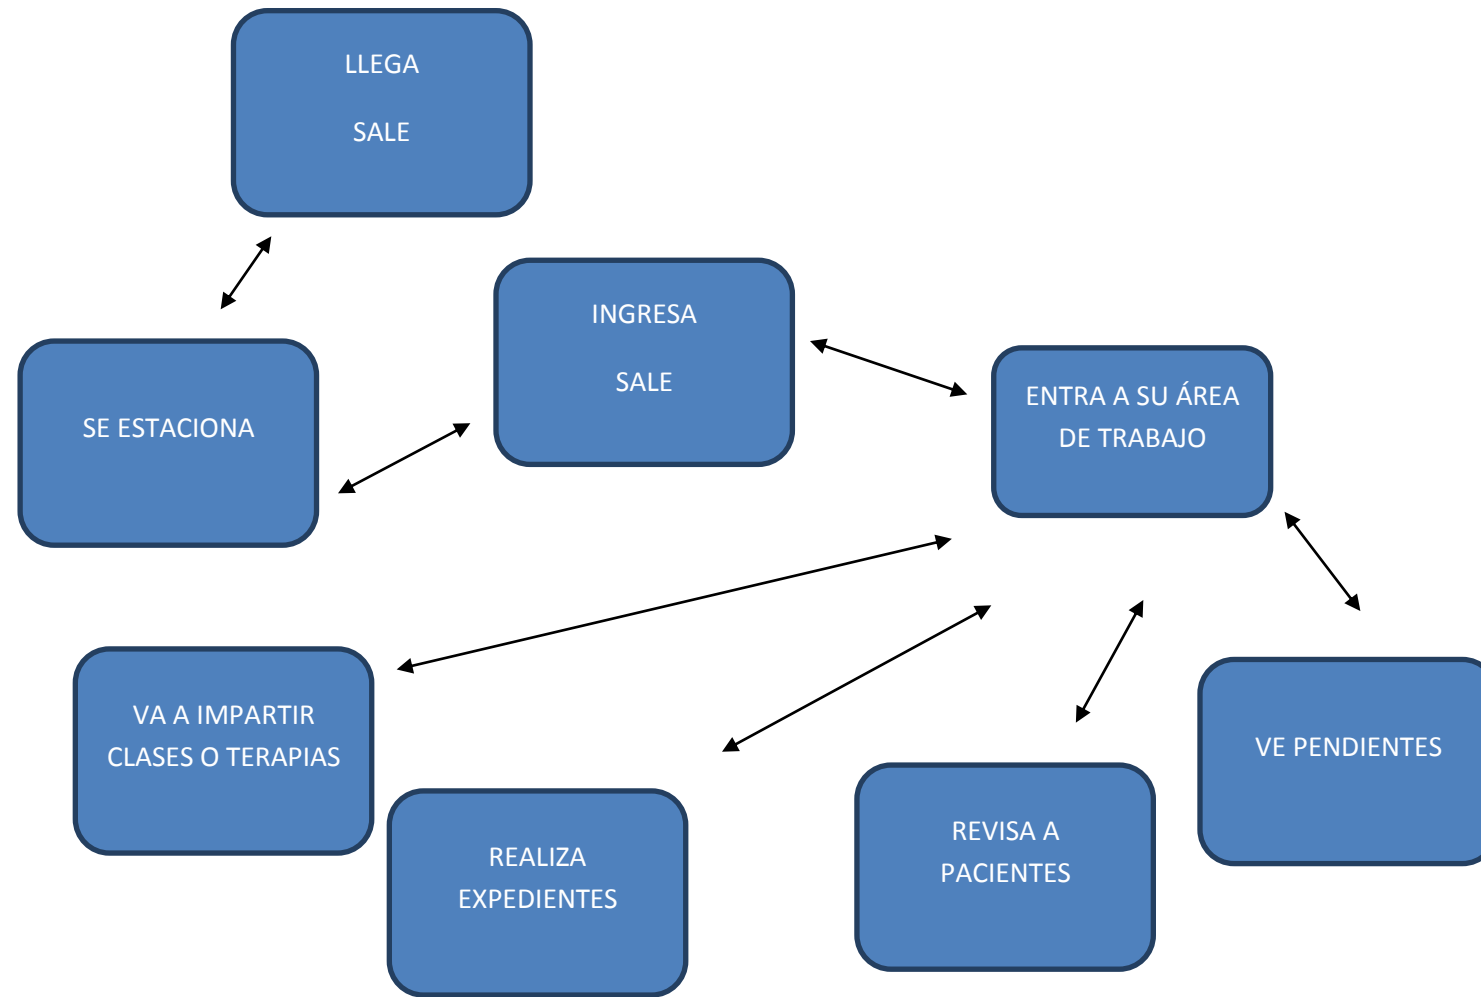 LLEGA
SALE
INGRESA
SALE
SE ESTACIONA
ENTRA A SU ÁREA
DE TRABAJO
VA A IMPARTIR
CLASES O TERAPIAS
REALIZA
EXPEDIENTES
REVISA A
PACIENTES
VE PENDIENTES